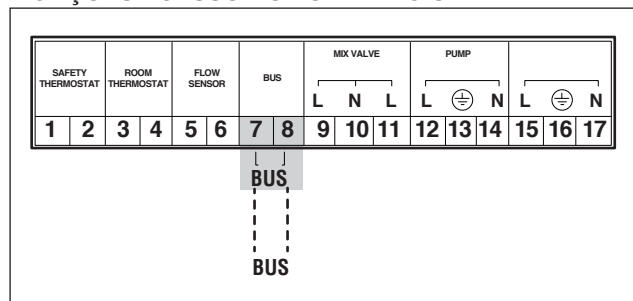 MIX VALVE PUMP
SAFETY THERMOSTAT ROOM THERMOSTAT FLOW SENSOR BUS
L N L L N L N
1 2 3 4 5 6 7 8 9 10 11 12 13 14 15 16 17
BUS
BUS